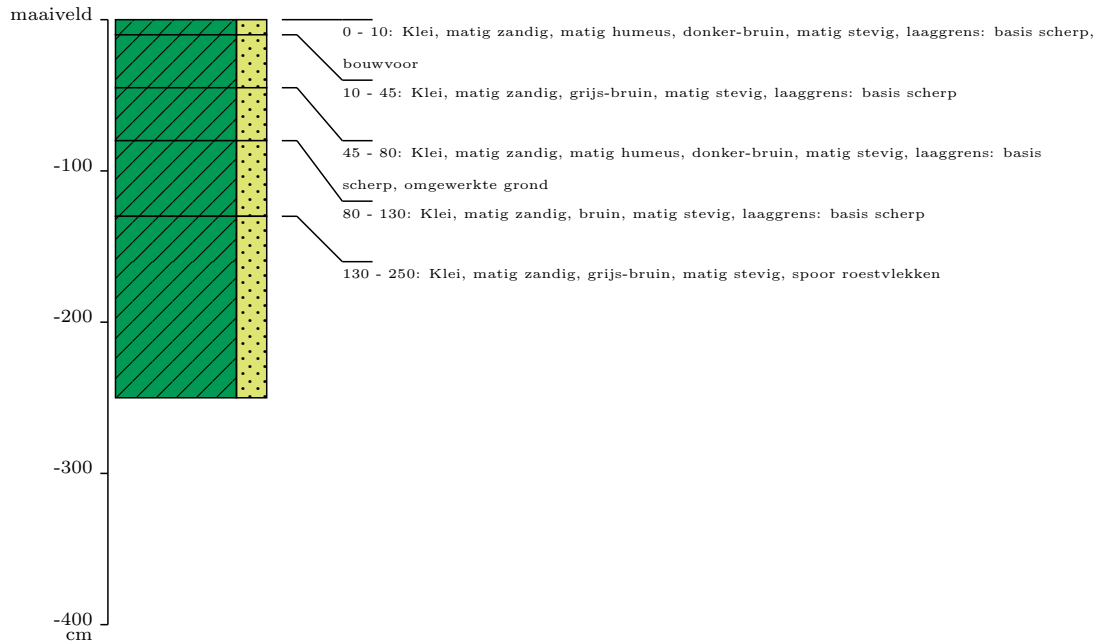 maaiveld
0 - 10: Klei, matig zandig, matig humeus, donker-bruin, matig stevig, laaggrens: basis scherp,
bouwvoor
10 - 45: Klei, matig zandig, grijs-bruin, matig stevig, laaggrens: basis scherp
45 - 80: Klei, matig zandig, matig humeus, donker-bruin, matig stevig, laaggrens: basis
scherp, omgewerkte grond
-100
80 - 130: Klei, matig zandig, bruin, matig stevig, laaggrens: basis scherp
130 - 250: Klei, matig zandig, grijs-bruin, matig stevig, spoor roestvlekken
-200
-300
-400
cm